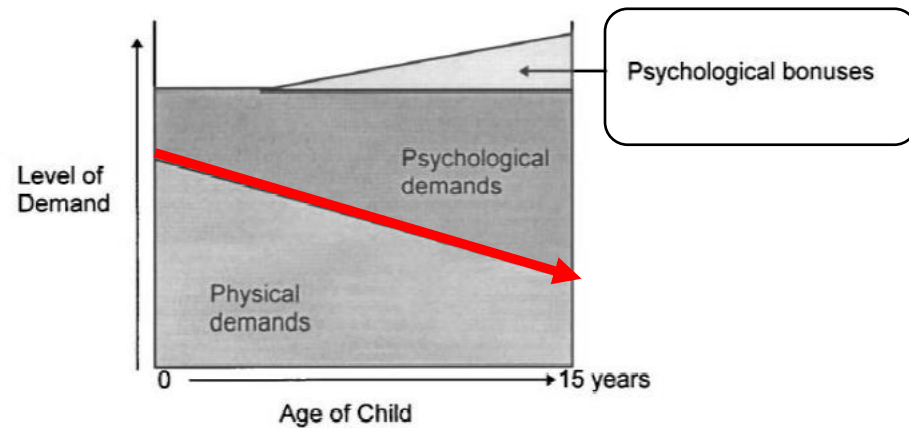 Psychological bonuses
Psychological
demands
Level of
Demand
Physical
demands
0
15 years
Age of Child